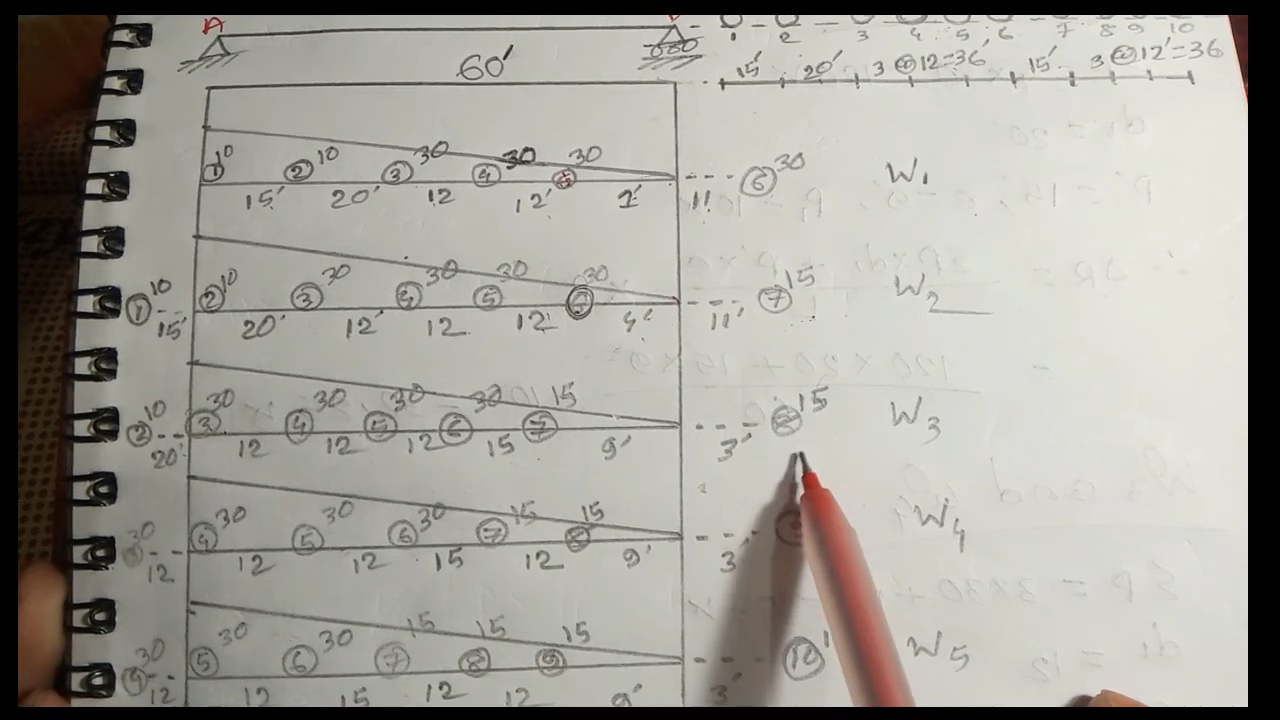 A
1 2 3 4 5 6 7 8 9 10
60'
15' 20' 3@12=36' 15' 3@12'=36
1 10 2 10 3 30 4 30 5 30 6 30 W1
15' 20' 12 12' 1' 11'
1 10 2 10 3 30 4 30 5 30 6 30 7 15 W2
15' 20' 12' 12 12' 4' 11'
2 10 3 30 4 30 5 30 6 30 7 15 8 15 W3
20' 12 12 12 15 9' 3'
3 30 4 30 5 30 6 30 7 15 8 15 9 W4
12 12 12 15 12 9' 3'
4 30 5 30 6 30 7 15 8 15 9 15 10 W5
12 12 15 12 12 9' 3'